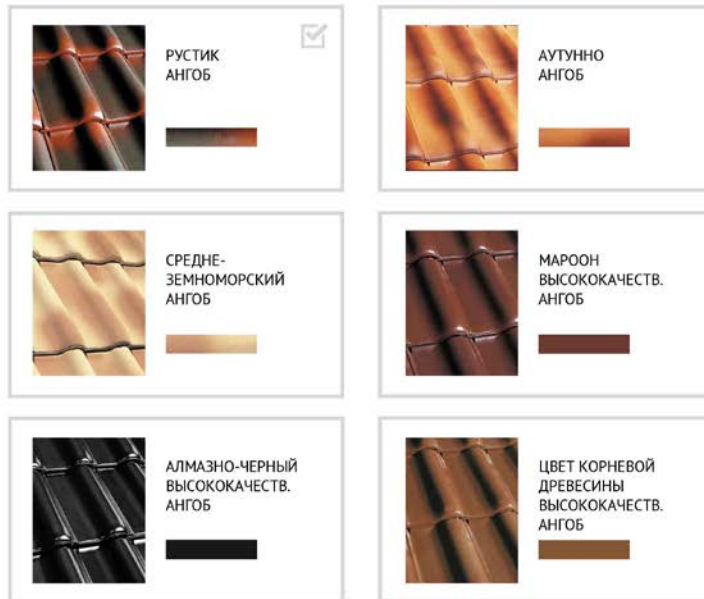 РУСТИК
АНГОБ
АУТУННО
АНГОБ
СРЕДНЕ-
ЗЕМНОМОРСКИЙ
АНГОБ
МАРООН
ВЫСОКОКАЧЕСТВ.
АНГОБ
АЛМАЗНО-ЧЕРНЫЙ
ВЫСОКОКАЧЕСТВ.
АНГОБ
ЦВЕТ КОРНЕВОЙ
ДРЕВЕСИНЫ
ВЫСОКОКАЧЕСТВ.
АНГОБ